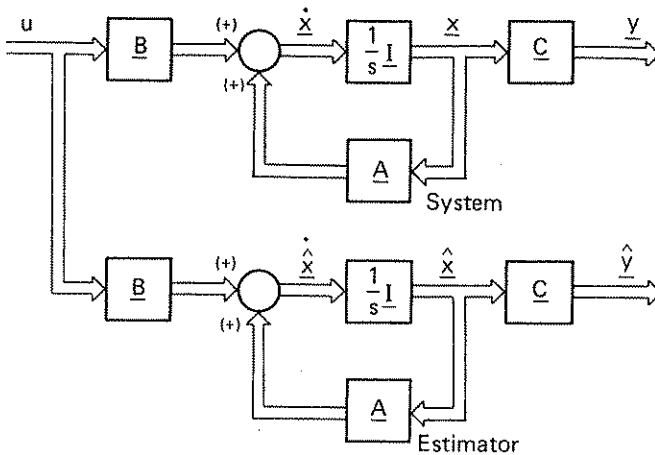 u
B
(+)
(+)
ẋ
1/s I
x
C
y
A
System
B
(+)
(+)
x̂̇
1/s I
x̂
C
ŷ
A
Estimator